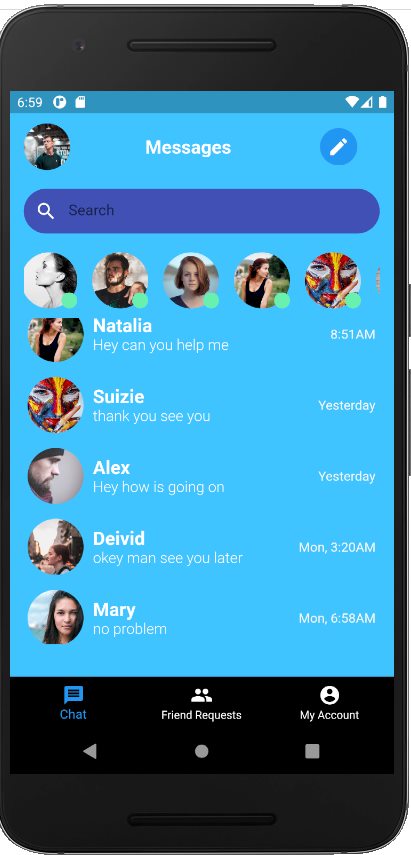 6:59
Messages
Search
Natalia
8:51AM
Hey can you help me
Suizie
Yesterday
thank you see you
Alex
Yesterday
Hey how is going on
Deivid
Mon, 3:20AM
okey man see you later
Mary
Mon, 6:58AM
no problem
Chat
Friend Requests
My Account